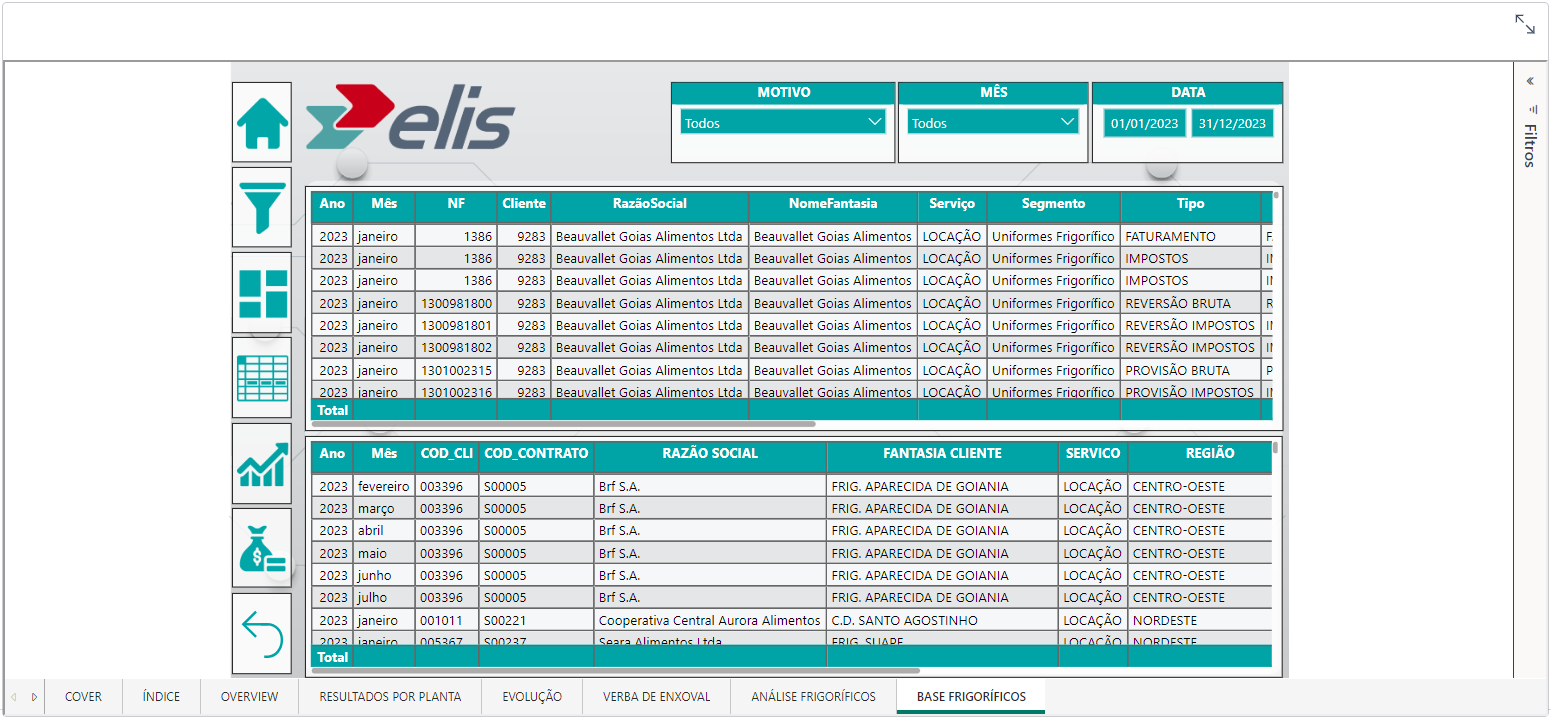 elis
MOTIVO MÊS DATA
Todos Todos 01/01/2023 31/12/2023
Filtros
Ano Mês NF Cliente RazãoSocial NomeFantasia Serviço Segmento Tipo
2023 janeiro 1386 9283 Beauvallet Goias Alimentos Ltda Beauvallet Goias Alimentos LOCAÇÃO Uniformes Frigorífico FATURAMENTO
2023 janeiro 1386 9283 Beauvallet Goias Alimentos Ltda Beauvallet Goias Alimentos LOCAÇÃO Uniformes Frigorífico IMPOSTOS
2023 janeiro 1386 9283 Beauvallet Goias Alimentos Ltda Beauvallet Goias Alimentos LOCAÇÃO Uniformes Frigorífico IMPOSTOS
2023 janeiro 1300981800 9283 Beauvallet Goias Alimentos Ltda Beauvallet Goias Alimentos LOCAÇÃO Uniformes Frigorífico REVERSÃO BRUTA
2023 janeiro 1300981801 9283 Beauvallet Goias Alimentos Ltda Beauvallet Goias Alimentos LOCAÇÃO Uniformes Frigorífico REVERSÃO IMPOSTOS
2023 janeiro 1300981802 9283 Beauvallet Goias Alimentos Ltda Beauvallet Goias Alimentos LOCAÇÃO Uniformes Frigorífico REVERSÃO IMPOSTOS
2023 janeiro 1301002315 9283 Beauvallet Goias Alimentos Ltda Beauvallet Goias Alimentos LOCAÇÃO Uniformes Frigorífico PROVISÃO BRUTA
2023 janeiro 1301002316 9283 Beauvallet Goias Alimentos Ltda Beauvallet Goias Alimentos LOCAÇÃO Uniformes Frigorífico PROVISÃO IMPOSTOS
Total
Ano Mês COD_CLI COD_CONTRATO RAZÃO SOCIAL FANTASIA CLIENTE SERVICO REGIÃO
2023 fevereiro 003396 S00005 Brf S.A. FRIG. APARECIDA DE GOIANIA LOCAÇÃO CENTRO-OESTE
2023 março 003396 S00005 Brf S.A. FRIG. APARECIDA DE GOIANIA LOCAÇÃO CENTRO-OESTE
2023 abril 003396 S00005 Brf S.A. FRIG. APARECIDA DE GOIANIA LOCAÇÃO CENTRO-OESTE
2023 maio 003396 S00005 Brf S.A. FRIG. APARECIDA DE GOIANIA LOCAÇÃO CENTRO-OESTE
2023 junho 003396 S00005 Brf S.A. FRIG. APARECIDA DE GOIANIA LOCAÇÃO CENTRO-OESTE
2023 julho 003396 S00005 Brf S.A. FRIG. APARECIDA DE GOIANIA LOCAÇÃO CENTRO-OESTE
2023 janeiro 001011 S00221 Cooperativa Central Aurora Alimentos C.D. SANTO AGOSTINHO LOCAÇÃO NORDESTE
2023 janeiro 005367 S00237 Seara Alimentos Ltda FRIG. SUAPE LOCAÇÃO NORDESTE
Total
COVER ÍNDICE OVERVIEW RESULTADOS POR PLANTA EVOLUÇÃO VERBA DE ENXOVAL ANÁLISE FRIGORÍFICOS BASE FRIGORÍFICOS